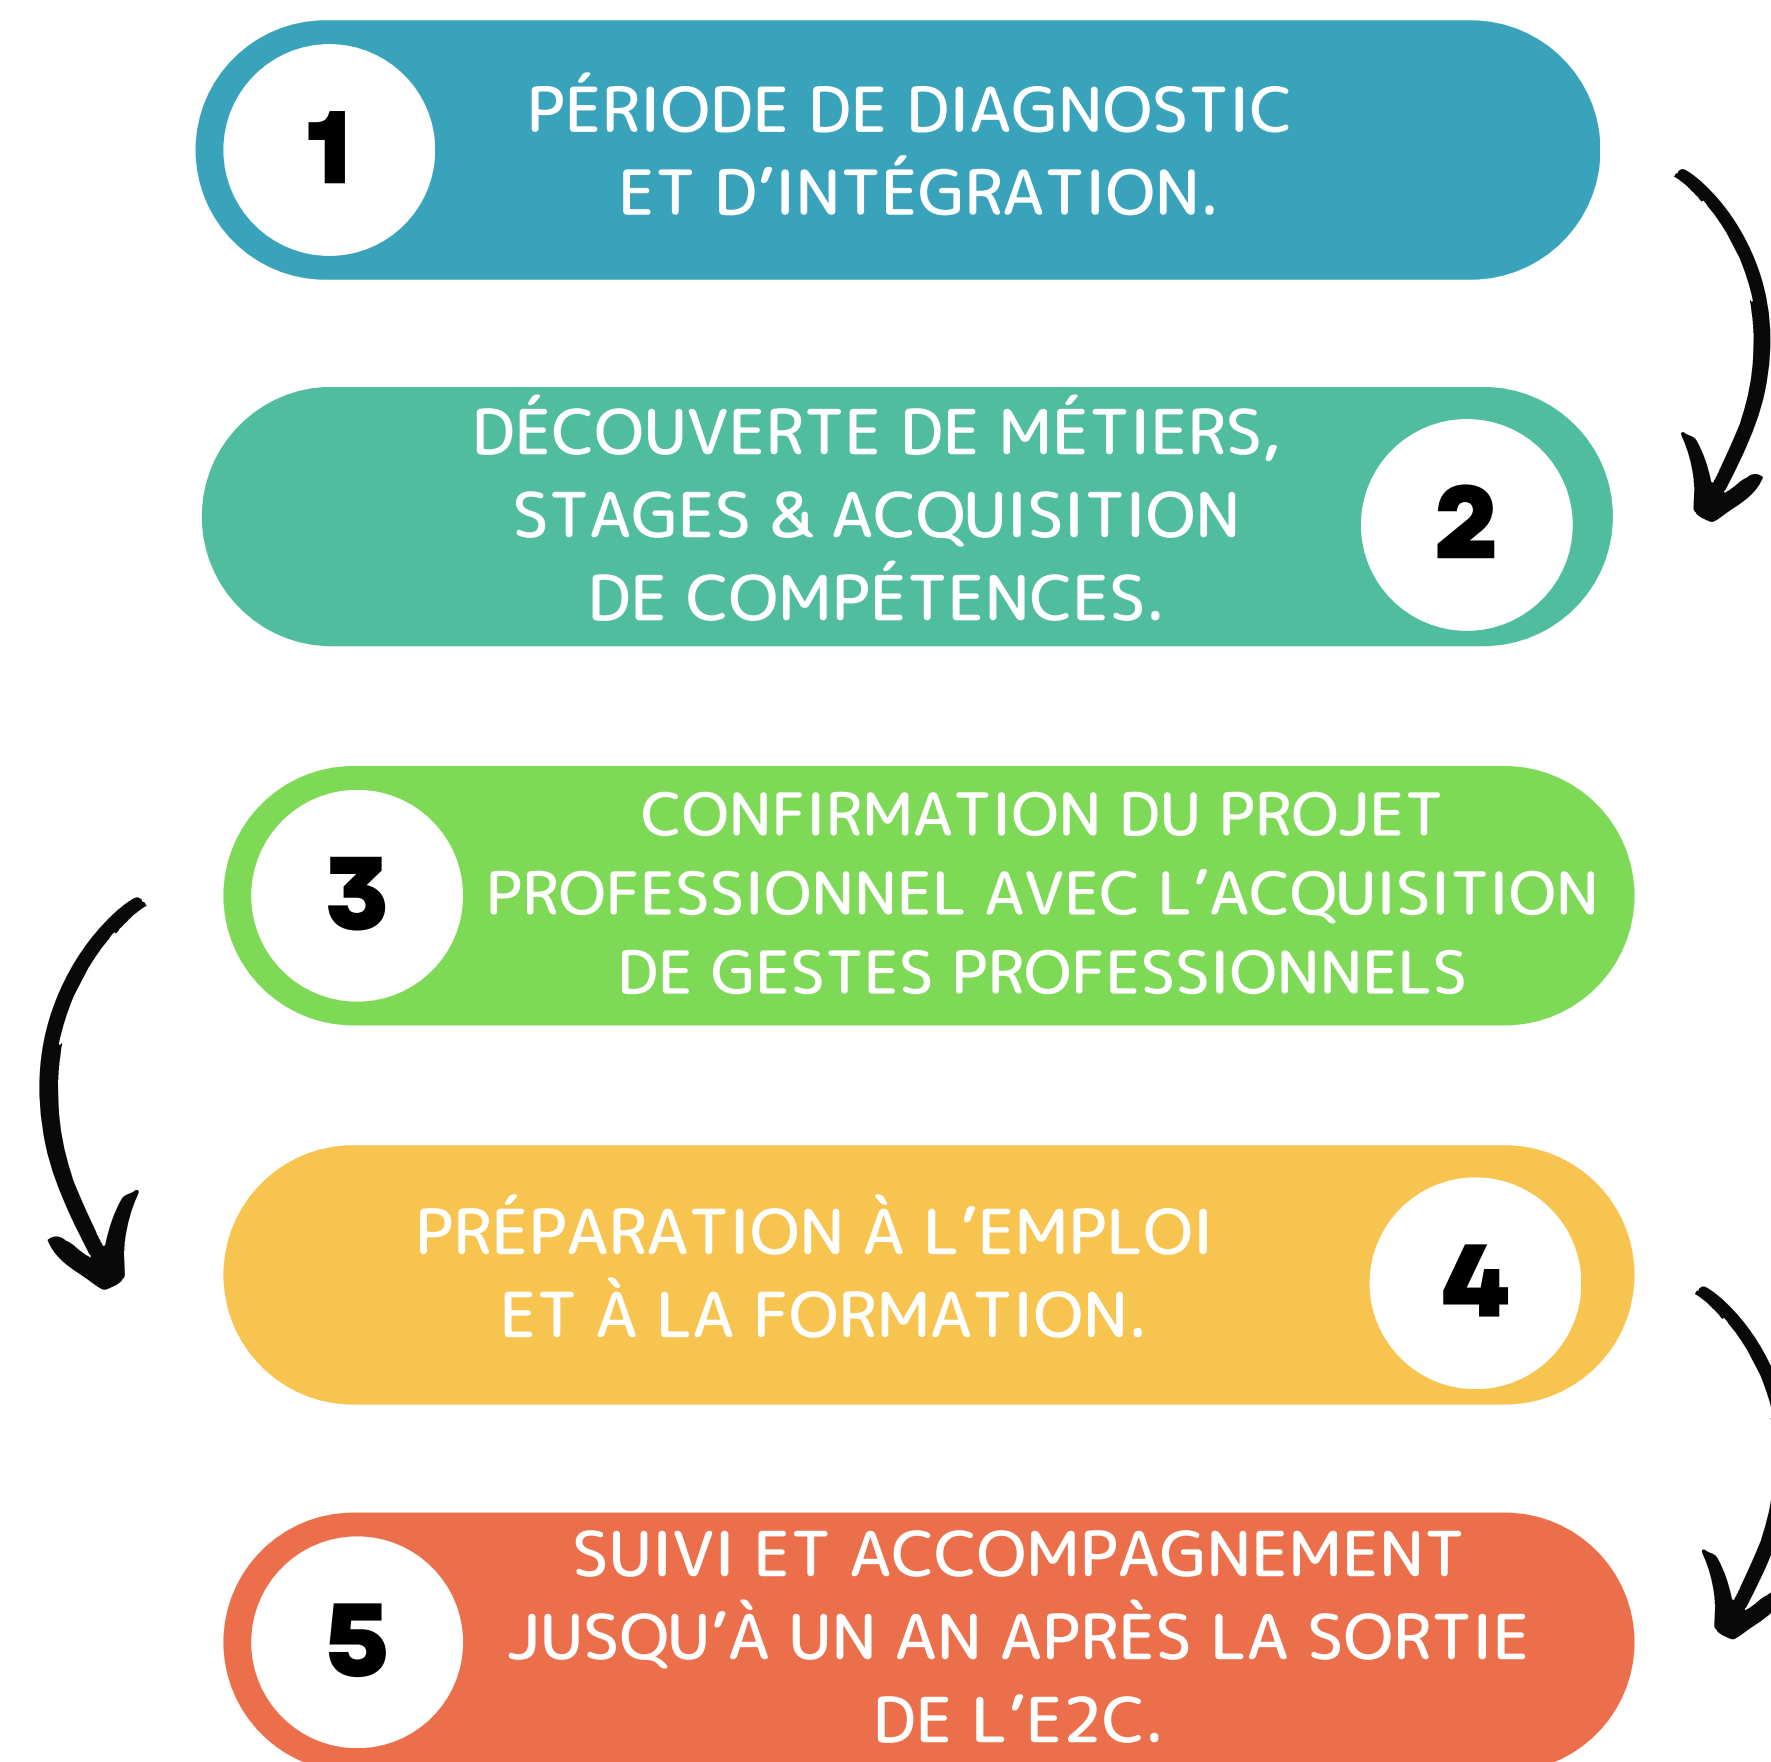 1
PÉRIODE DE DIAGNOSTIC
ET D'INTÉGRATION.
DÉCOUVERTE DE MÉTIERS,
STAGES & ACQUISITION
DE COMPÉTENCES.
2
3
CONFIRMATION DU PROJET
PROFESSIONNEL AVEC L'ACQUISITION
DE GESTES PROFESSIONNELS
PRÉPARATION À L'EMPLOI
ET À LA FORMATION.
4
5
SUIVI ET ACCOMPAGNEMENT
JUSQU'À UN AN APRÈS LA SORTIE
DE L'E2C.